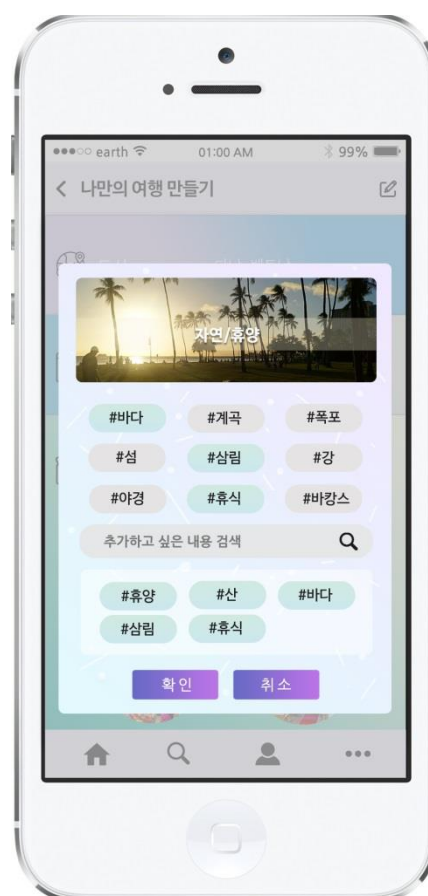 earth 01:00 AM 99%
나만의 여행 만들기
자연/휴양
#바다 #계곡 #폭포
#섬 #삼림 #강
#야경 #휴식 #바캉스
추가하고 싶은 내용 검색
#휴양 #산 #바다
#삼림 #휴식
확인 취소